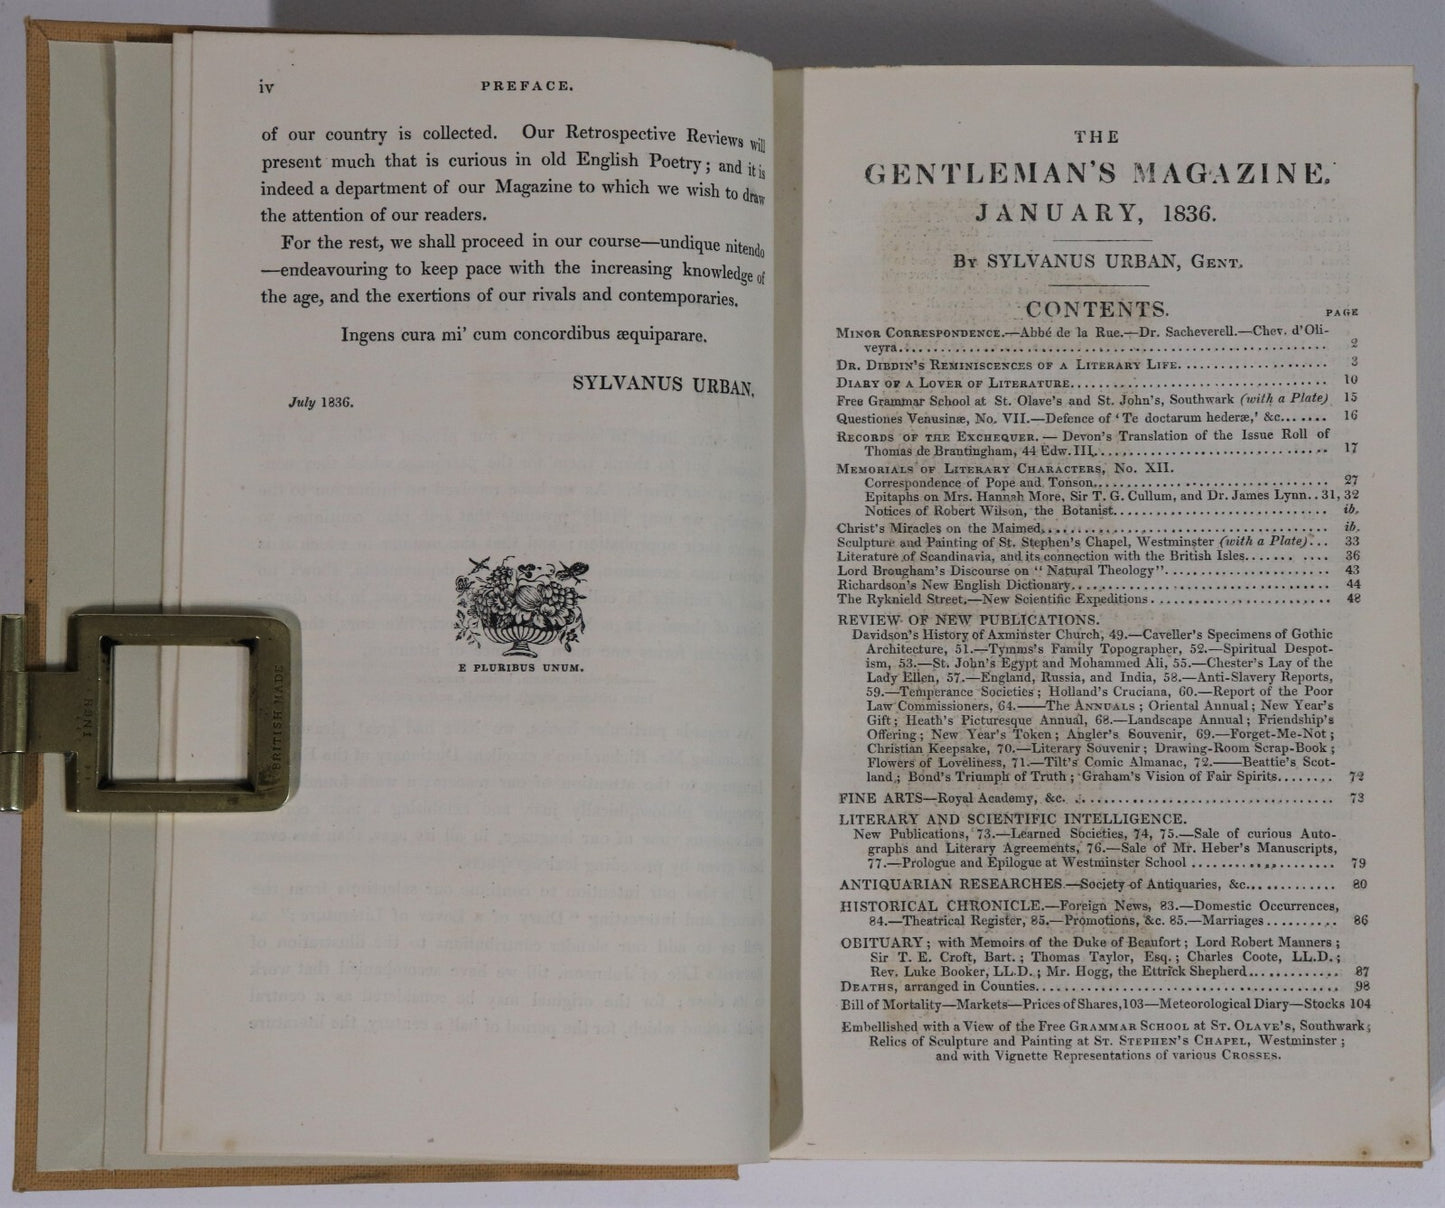 iv PREFACE.
of our country is collected. Our Retrospective Reviews will
present much that is curious in old English Poetry; and it is
indeed a department of our Magazine to which we wish to draw
the attention of our readers.
For the rest, we shall proceed in our course—undique nitendo
—endeavouring to keep pace with the increasing knowledge of
the age, and the exertions of our rivals and contemporaries.
Ingens cura mi' cum concordibus æquiparare.
SYLVANUS URBAN.
July 1836.
E PLURIBUS UNUM.
INCH
BRITISH MADE
THE
GENTLEMAN'S MAGAZINE.
JANUARY, 1836.
By SYLVANUS URBAN, Gent.
CONTENTS.
PAGE
Minor Correspondence.—Abbé de la Rue.—Dr. Sacheverell.—Chev. d'Oli-
veyra 2
Dr. Dibdin's Reminiscences of a Literary Life 3
Diary of a Lover of Literature 10
Free Grammar School at St. Olave's and St. John's, Southwark (with a Plate) 15
Questiones Venusinæ, No. VII.—Defence of 'Te doctarum hederæ,' &c. 16
Records of the Exchequer.—Devon's Translation of the Issue Roll of
Thomas de Brantingham, 44 Edw. III. 17
Memorials of Literary Characters, No. XII.
Correspondence of Pope and Tonson 27
Epitaphs on Mrs. Hannah More, Sir T. G. Cullum, and Dr. James Lynn.. 31, 32
Notices of Robert Wilson, the Botanist ib.
Christ's Miracles on the Maimed ib.
Sculpture and Painting of St. Stephen's Chapel, Westminster (with a Plate) 33
Literature of Scandinavia, and its connection with the British Isles 36
Lord Brougham's Discourse on "Natural Theology" 43
Richardson's New English Dictionary 44
The Ryknield Street.—New Scientific Expeditions 48
REVIEW OF NEW PUBLICATIONS.
Davidson's History of Axminster Church, 49.—Caveller's Specimens of Gothic
Architecture, 51.—Tymms's Family Topographer, 52.—Spiritual Despot-
ism, 53.—St. John's Egypt and Mohammed Ali, 55.—Chester's Lay of the
Lady Ellen, 57.—England, Russia, and India, 58.—Anti-Slavery Reports,
59.—Temperance Societies; Holland's Cruciana, 60.—Report of the Poor
Law Commissioners, 64.——The Annuals; Oriental Annual; New Year's
Gift; Heath's Picturesque Annual, 68.—Landscape Annual; Friendship's
Offering; New Year's Token; Angler's Souvenir, 69.—Forget-Me-Not;
Christian Keepsake, 70.—Literary Souvenir; Drawing-Room Scrap-Book;
Flowers of Loveliness, 71.—Tilt's Comic Almanac, 72.——Beattie's Scot-
land; Bond's Triumph of Truth; Graham's Vision of Fair Spirits 72
FINE ARTS—Royal Academy, &c. 73
LITERARY AND SCIENTIFIC INTELLIGENCE.
New Publications, 73.—Learned Societies, 74, 75.—Sale of curious Auto-
graphs and Literary Agreements, 76.—Sale of Mr. Heber's Manuscripts,
77.—Prologue and Epilogue at Westminster School 79
ANTIQUARIAN RESEARCHES.—Society of Antiquaries, &c. 80
HISTORICAL CHRONICLE.—Foreign News, 83.—Domestic Occurrences,
84.—Theatrical Register, 85.—Promotions, &c. 85.—Marriages 86
OBITUARY; with Memoirs of the Duke of Beaufort; Lord Robert Manners;
Sir T. E. Croft, Bart.; Thomas Taylor, Esq.; Charles Coote, LL.D.;
Rev. Luke Booker, LL.D.; Mr. Hogg, the Ettrick Shepherd 87
Deaths, arranged in Counties 98
Bill of Mortality—Markets—Prices of Shares, 103—Meteorological Diary—Stocks 104
Embellished with a View of the Free Grammar School at St. Olave's, Southwark;
Relics of Sculpture and Painting at St. Stephen's Chapel, Westminster;
and with Vignette Representations of various Crosses.